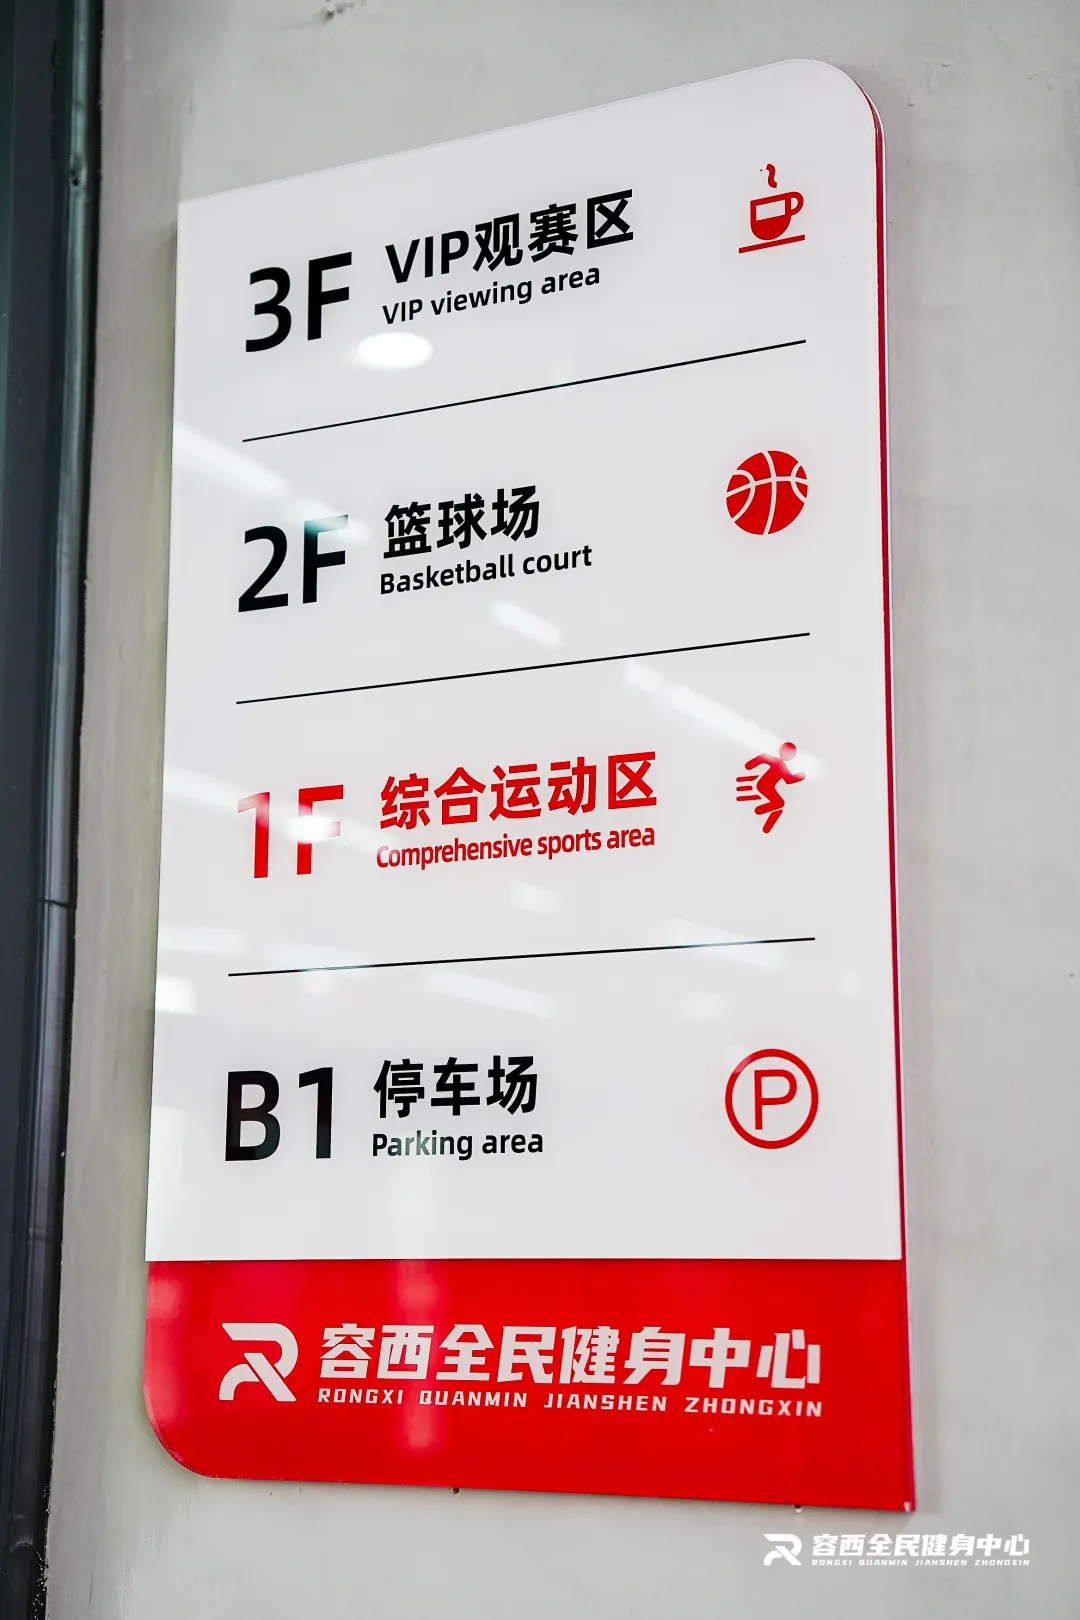 3F
VIP观赛区
VIP viewing area
2F
篮球场
Basketball court
1F
综合运动区
Comprehensive sports area
B1
停车场
Parking area
P
容西全民健身中心
RONGXI QUANMIN JIANSHEN ZHONGXIN
容西全民健身中心
RONGXI QUANMIN JIANSHEN ZHONGXIN